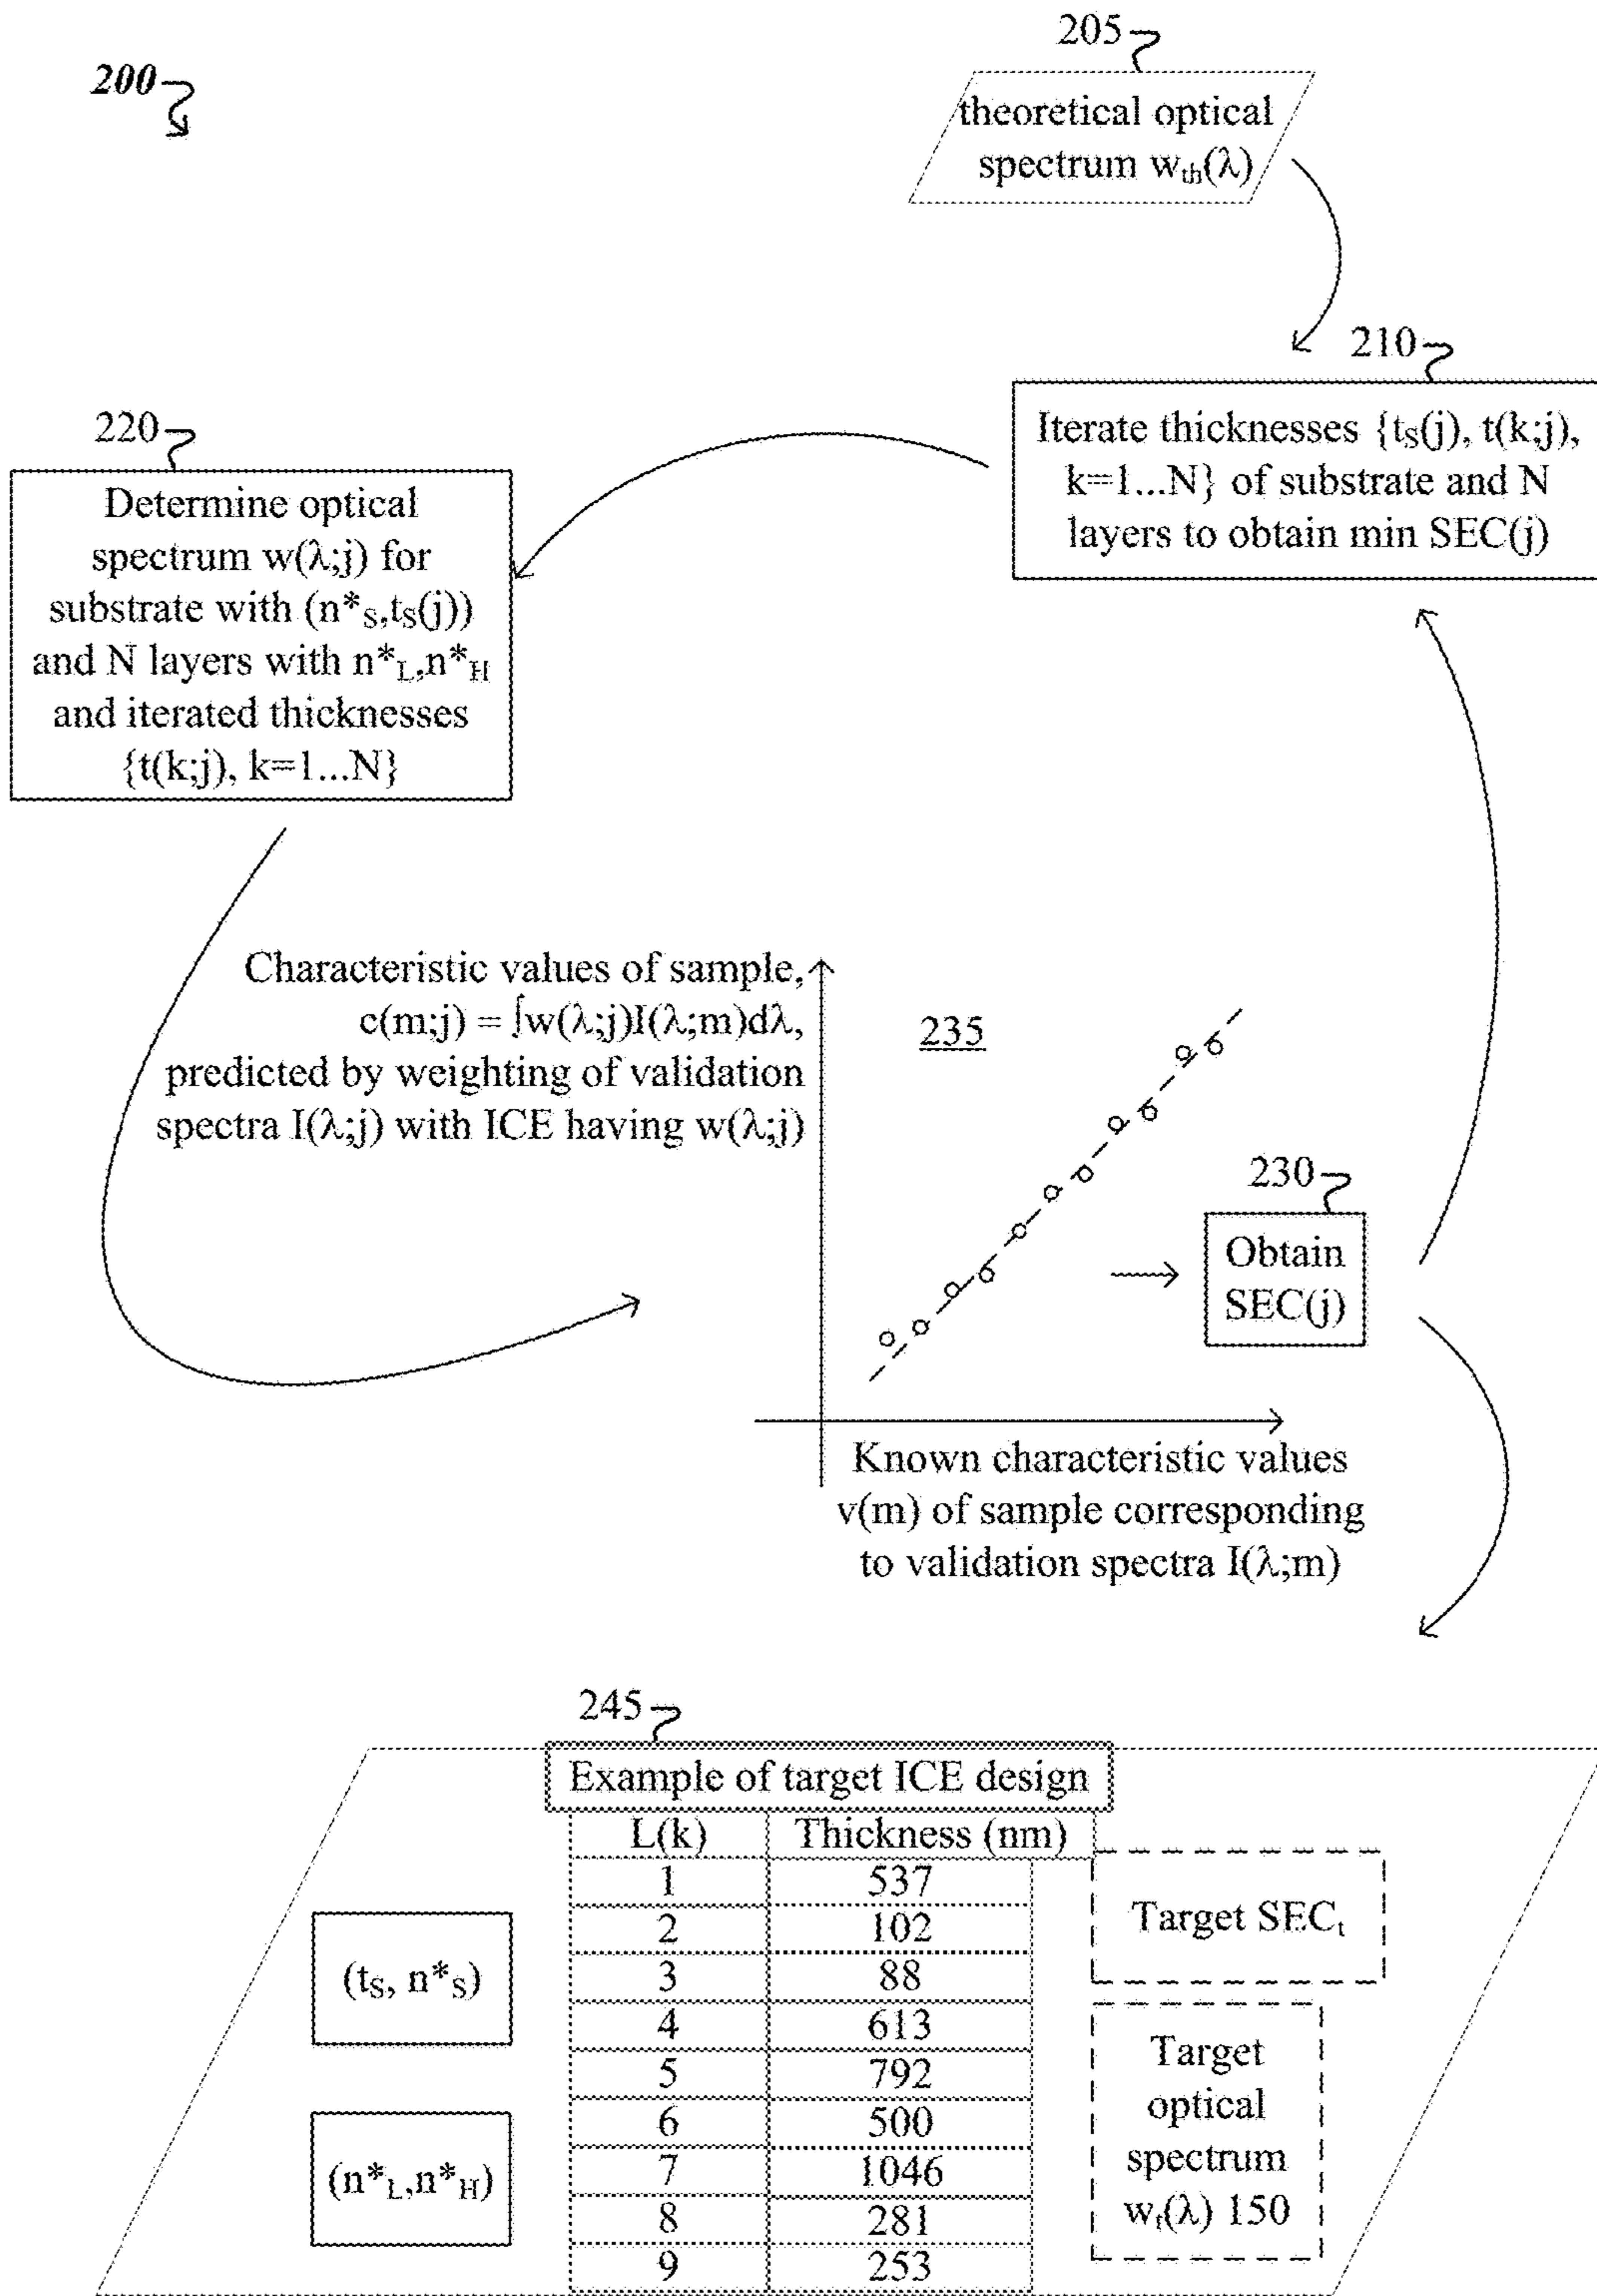 200
205
theoretical optical
spectrum wth(λ)
210
Iterate thicknesses {tS(j), t(k;j),
k=1...N} of substrate and N
layers to obtain min SEC(j)
220
Determine optical
spectrum w(λ;j) for
substrate with (n*S,tS(j))
and N layers with n*L,n*H
and iterated thicknesses
{t(k;j), k=1...N}
Characteristic values of sample,
c(m;j) = ∫w(λ;j)I(λ;m)dλ,
predicted by weighting of validation
spectra I(λ;j) with ICE having w(λ;j)
235
230
Obtain
SEC(j)
Known characteristic values
v(m) of sample corresponding
to validation spectra I(λ;m)
245
Example of target ICE design
L(k) Thickness (nm)
1 537
2 102
3 88
4 613
5 792
6 500
7 1046
8 281
9 253
(tS, n*S)
(n*L,n*H)
Target SECt
Target
optical
spectrum
wt(λ) 150